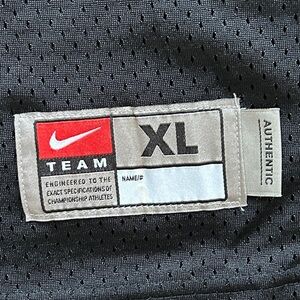 XL
TEAM
ENGINEERED TO THE
EXACT SPECIFICATIONS OF
CHAMPIONSHIP ATHLETES
NAME/#
AUTHENTIC